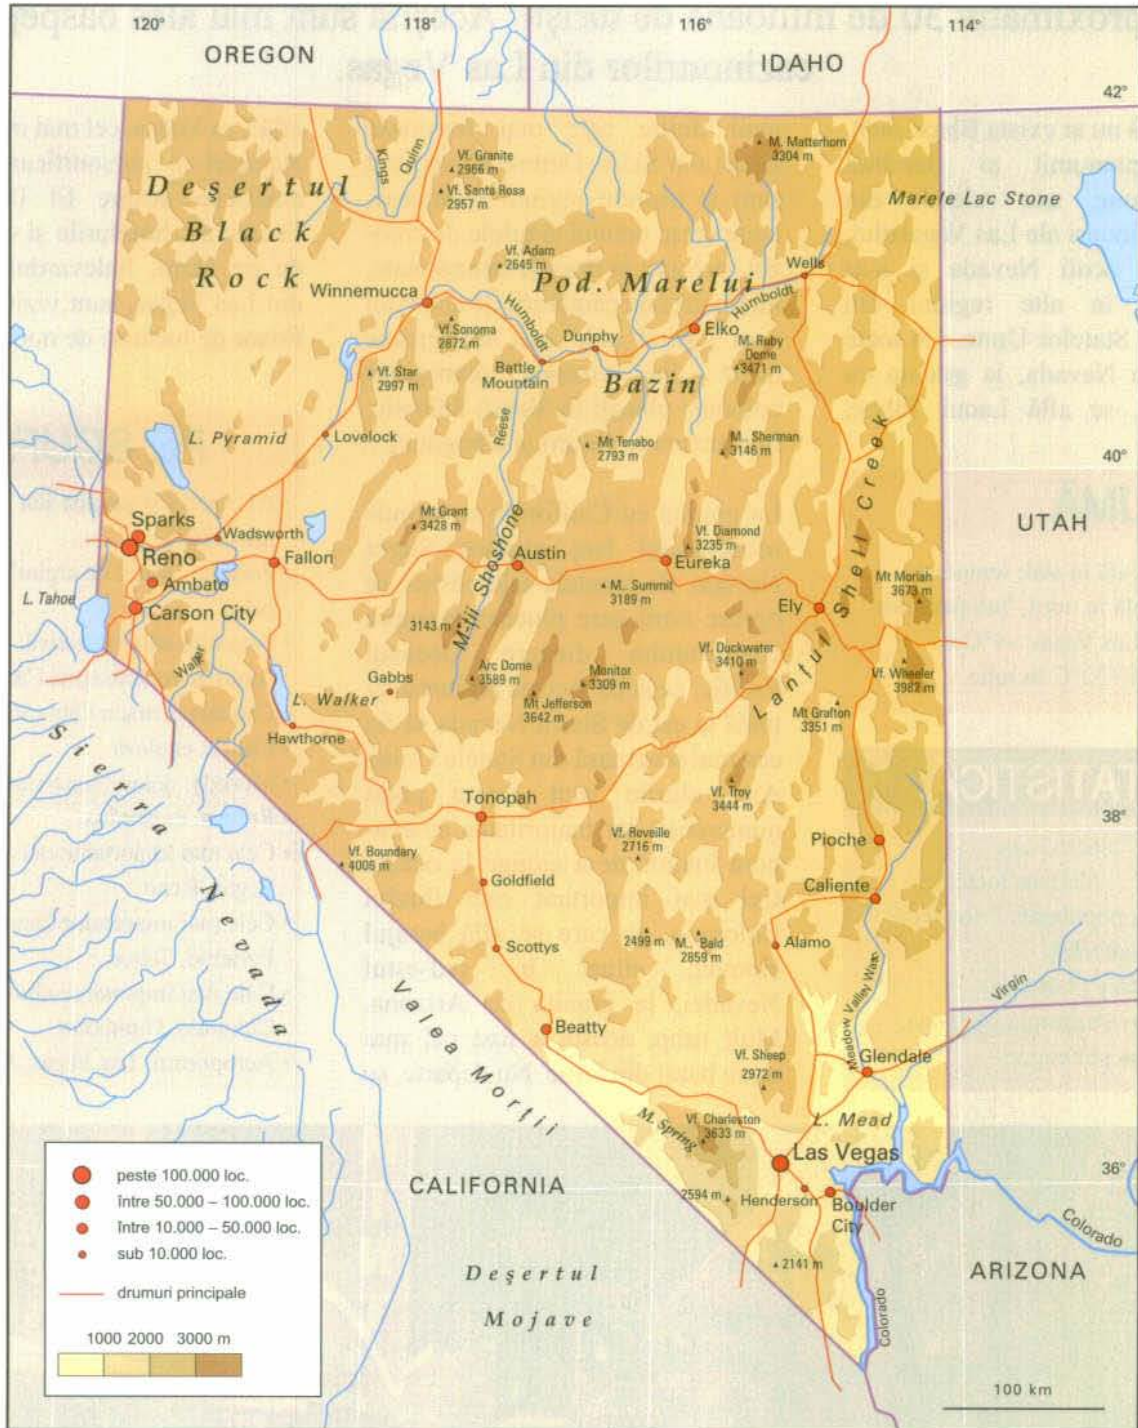 120°
118°
116°
114°
OREGON
IDAHO
42°
Kings
Quinn
Vf. Granite
2966 m
Vf. Santa Rosa
2957 m
M. Matterhorn
3304 m
Deşertul
Black
Rock
Marele Lac Stone
Vf. Adam
2645 m
Pod. Marelui
Bazin
Wells
Winnemucca
Humboldt
Humboldt
Elko
Vf. Sonoma
2872 m
Dunphy
Battle
Mountain
M. Ruby
Dome
3471 m
Vf. Star
2997 m
Reese
L. Pyramid
Lovelock
Mt Tenabo
2793 m
M.. Sherman
3146 m
40°
Mt Grant
3428 m
UTAH
Sparks
Wadsworth
Reno
Fallon
Austin
Vf. Diamond
3235 m
Eureka
Ambato
L. Tahoe
Carson City
M-ţii Shoshone
M.. Summit
3189 m
Ely
Lanţul Shell Creek
Mt Moriah
3673 m
3143 m
Walker
Gabbs
L. Walker
Arc Dome
3589 m
Monitor
3309 m
Mt Jefferson
3642 m
Vf. Duckwater
3410 m
Vf. Wheeler
3982 m
Mt Grafton
3351 m
Hawthorne
Sierra Nevada
Vf. Troy
3444 m
Tonopah
38°
Vf. Boundary
4006 m
Vf. Reveille
2716 m
Pioche
Goldfield
Caliente
Scottys
2499 m
M.. Bald
2859 m
Alamo
Valea Morţii
Meadow Valley Was
Virgin
Beatty
Vf. Sheep
2972 m
Glendale
M. Spring
Vf. Charleston
3633 m
L. Mead
Las Vegas
36°
CALIFORNIA
2594 m
Henderson
Boulder
City
Colorado
2141 m
ARIZONA
Deşertul
Mojave
Colorado
peste 100.000 loc.
între 50.000 – 100.000 loc.
între 10.000 – 50.000 loc.
sub 10.000 loc.
drumuri principale
1000 2000 3000 m
100 km